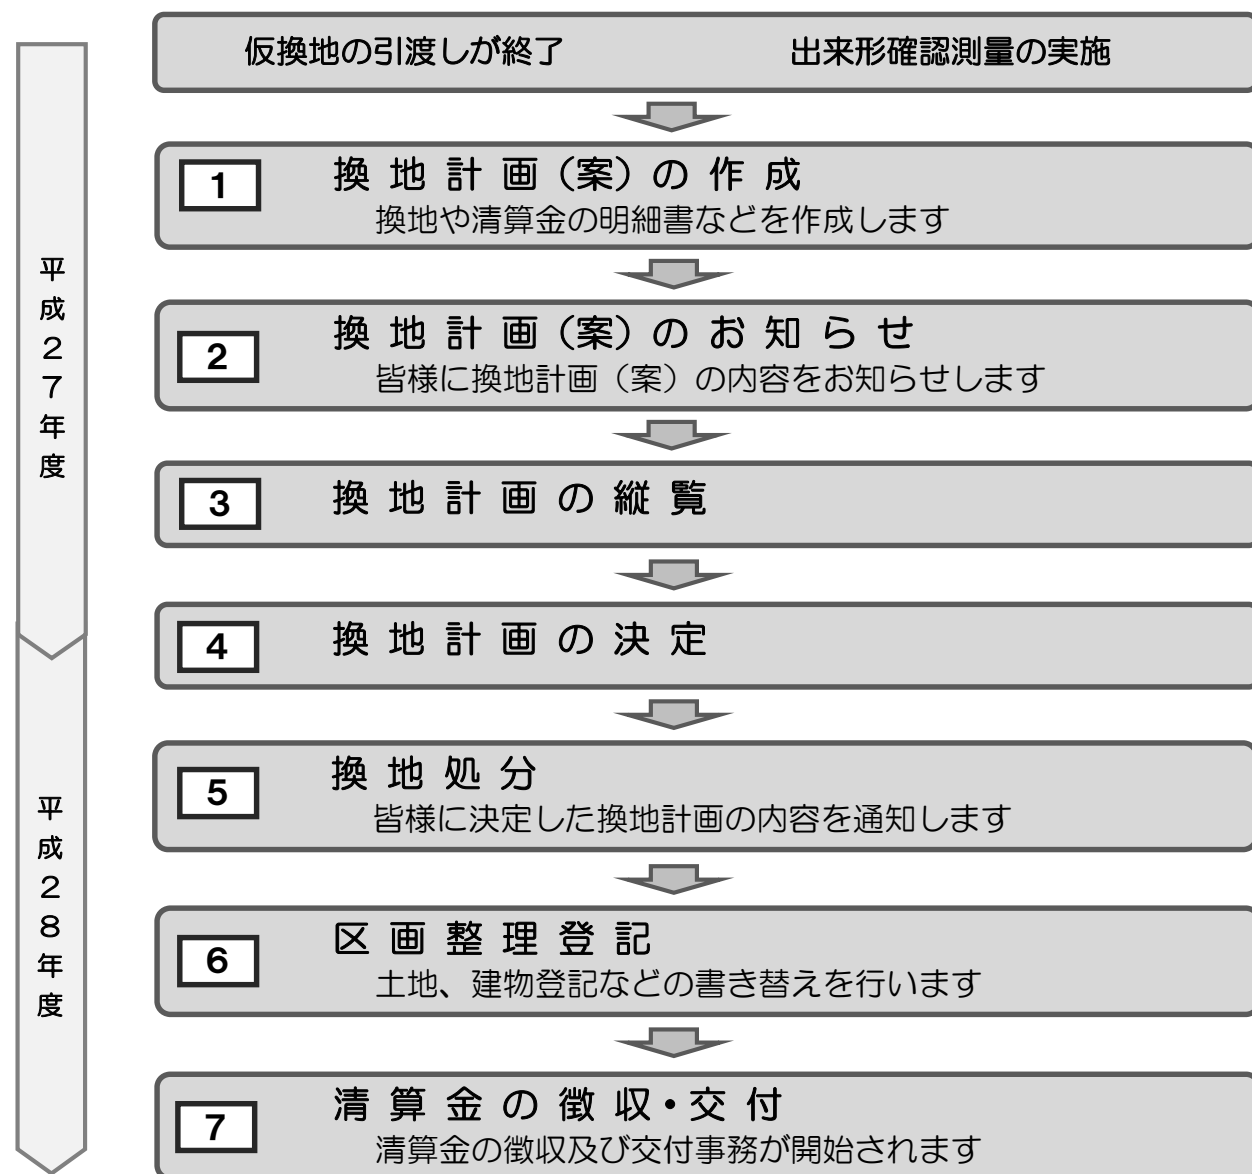 仮換地の引渡しが終了　出来形確認測量の実施
1 換地計画（案）の作成
換地や清算金の明細書などを作成します
2 換地計画（案）のお知らせ
皆様に換地計画（案）の内容をお知らせします
3 換地計画の縦覧
4 換地計画の決定
5 換地処分
皆様に決定した換地計画の内容を通知します
6 区画整理登記
土地、建物登記などの書き替えを行います
7 清算金の徴収・交付
清算金の徴収及び交付事務が開始されます
平成２７年度
平成２８年度